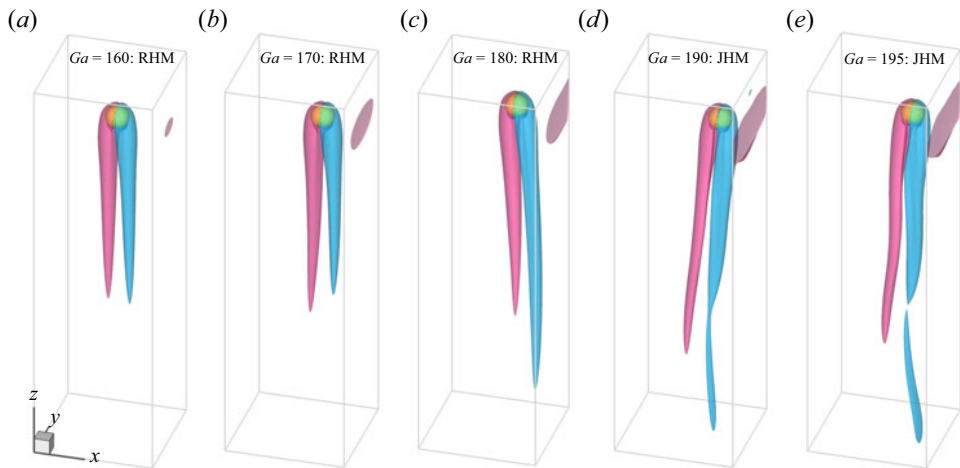 (a) (b) (c) (d) (e)
Ga = 160: RHM Ga = 170: RHM Ga = 180: RHM Ga = 190: JHM Ga = 195: JHM
z
y
x